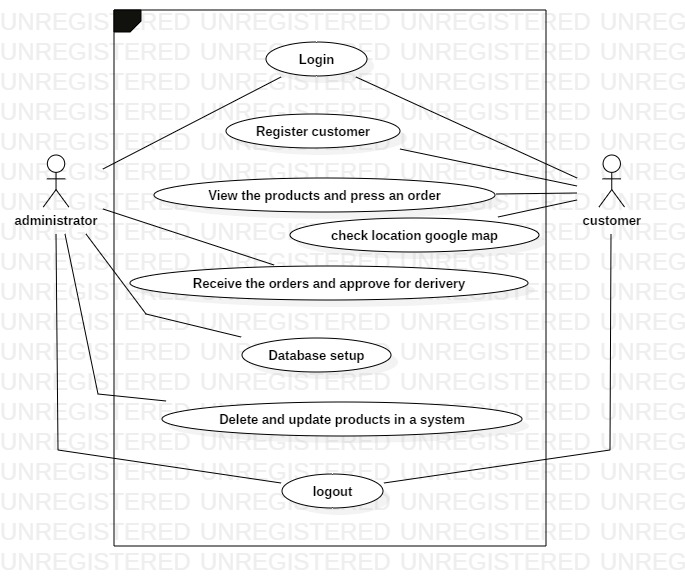 Login
Register customer
View the products and press an order
administrator
customer
check location google map
Receive the orders and approve for derivery
Database setup
Delete and update products in a system
logout
UNREGISTERED